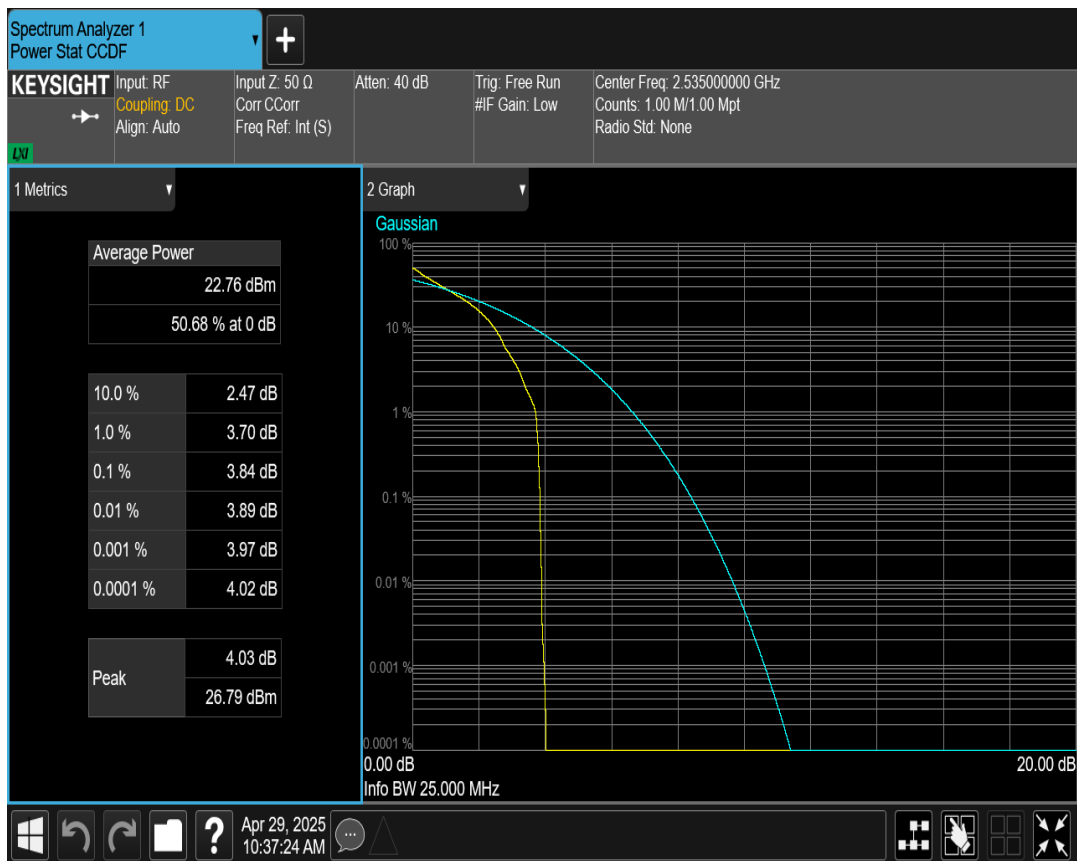 Spectrum Analyzer 1
Power Stat CCDF
+
KEYSIGHT
LXI
Input: RF
Coupling: DC
Align: Auto
Input Z: 50 Ω
Corr CCorr
Freq Ref: Int (S)
Atten: 40 dB
Trig: Free Run
#IF Gain: Low
Center Freq: 2.535000000 GHz
Counts: 1.00 M/1.00 Mpt
Radio Std: None
1 Metrics
Average Power
22.76 dBm
50.68 % at 0 dB
10.0 % 2.47 dB
1.0 % 3.70 dB
0.1 % 3.84 dB
0.01 % 3.89 dB
0.001 % 3.97 dB
0.0001 % 4.02 dB
Peak
4.03 dB
26.79 dBm
2 Graph
Gaussian
100 %
10 %
1 %
0.1 %
0.01 %
0.001 %
0.0001 %
0.00 dB 20.00 dB
Info BW 25.000 MHz
?
Apr 29, 2025
10:37:24 AM